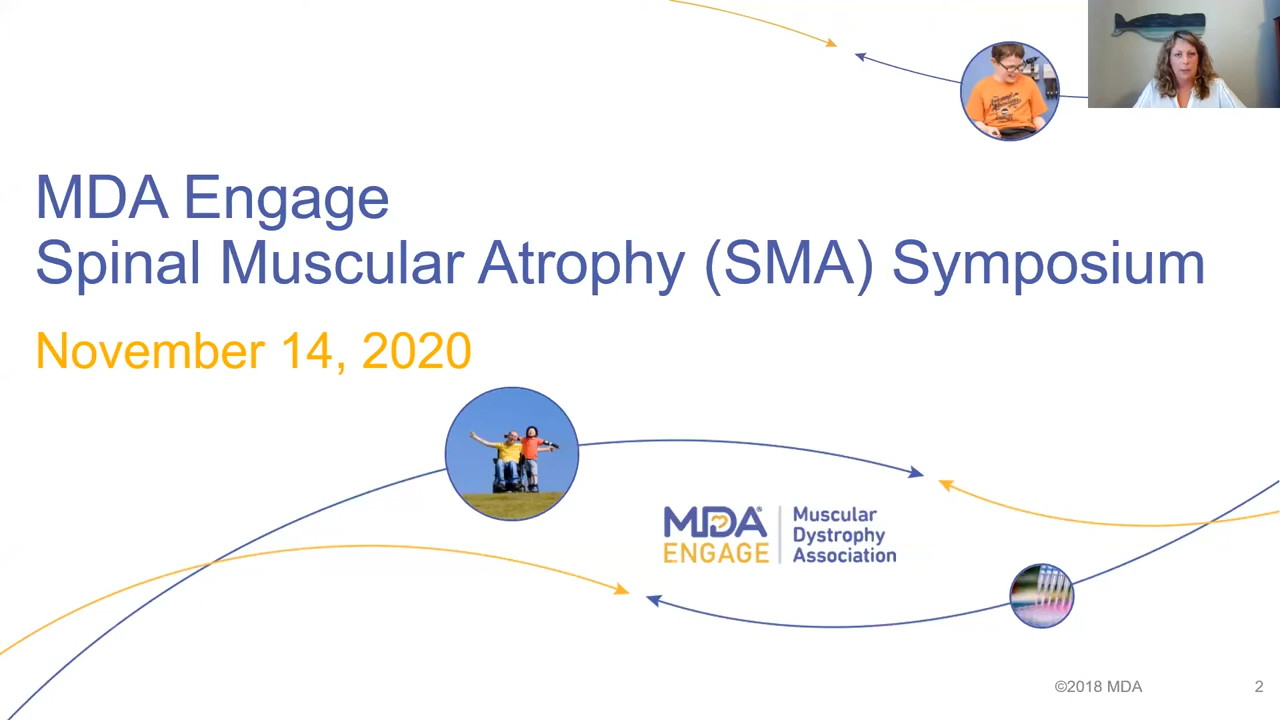 MDA Engage
Spinal Muscular Atrophy (SMA) Symposium
November 14, 2020
MDA®
ENGAGE
Muscular
Dystrophy
Association
©2018 MDA
2